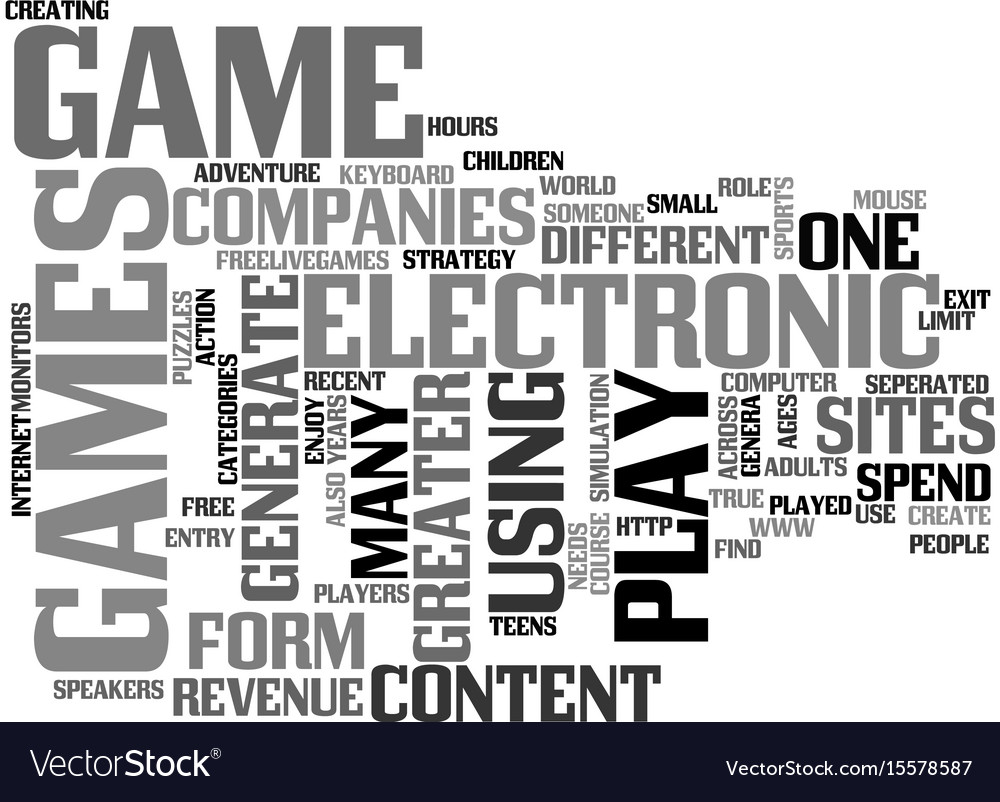 CREATING
GAME
HOURS
CHILDREN
ADVENTURE
KEYBOARD
WORLD
ROLE
SPORTS
MOUSE
COMPANIES
SOMEONE
SMALL
DIFFERENT
ONE
FREELIVEGAMES
STRATEGY
GAMES
ELECTRONIC
EXIT
LIMIT
INTERNET
MONITORS
PUZZLES
ACTION
CATEGORIES
GENERATE
RECENT
ENJOY
YEARS
ALSO
MANY
GREATER
USING
SIMULATION
COURSE
NEEDS
PLAY
COMPUTER
SEPERATED
ACROSS
GENERA
AGES
SITES
ADULTS
SPEND
TRUE
PLAYED
USE
CREATE
WWW
HTTP
FIND
PEOPLE
FREE
ENTRY
PLAYERS
TEENS
FORM
SPEAKERS
REVENUE
CONTENT
VectorStock®
VectorStock.com/15578587